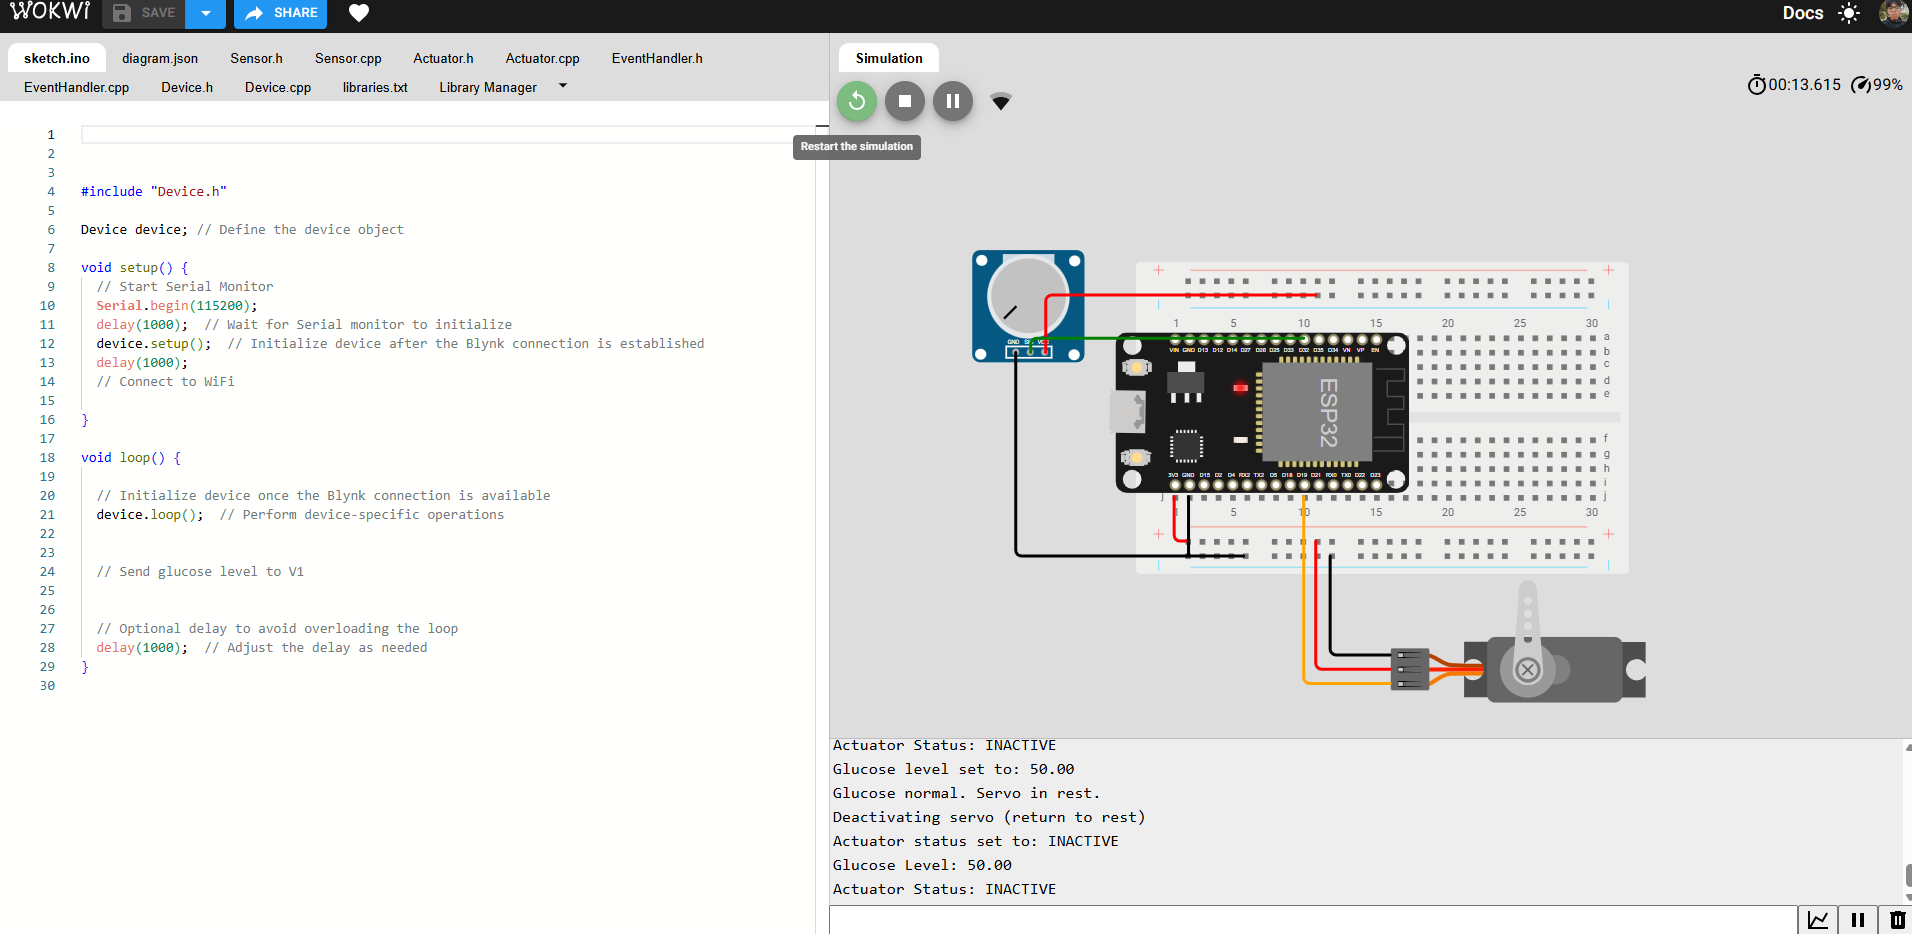 WOKWI SAVE SHARE Docs
sketch.ino diagram.json Sensor.h Sensor.cpp Actuator.h Actuator.cpp EventHandler.h
EventHandler.cpp Device.h Device.cpp libraries.txt Library Manager
1
2
3
4 #include "Device.h"
5
6 Device device; // Define the device object
7
8 void setup() {
9 // Start Serial Monitor
10 Serial.begin(115200);
11 delay(1000); // Wait for Serial monitor to initialize
12 device.setup(); // Initialize device after the Blynk connection is established
13 delay(1000);
14 // Connect to WiFi
15
16 }
17
18 void loop() {
19
20 // Initialize device once the Blynk connection is available
21 device.loop(); // Perform device-specific operations
22
23
24 // Send glucose level to V1
25
26
27 // Optional delay to avoid overloading the loop
28 delay(1000); // Adjust the delay as needed
29 }
30
Simulation
00:13.615 99%
Restart the simulation
1 5 10 15 20 25 30
GND
VIN GND D13 D12 D14 D27 D26 D25 D33 D32 D35 D34 VN VP EN
a
b
c
d
e
ESP32
f
g
h
i
j
3V3 GND D15 D2 D4 RX2 TX2 D5 D18 D19 D21 RX0 TX0 D22 D23
5 10 15 20 25 30
Actuator Status: INACTIVE
Glucose level set to: 50.00
Glucose normal. Servo in rest.
Deactivating servo (return to rest)
Actuator status set to: INACTIVE
Glucose Level: 50.00
Actuator Status: INACTIVE